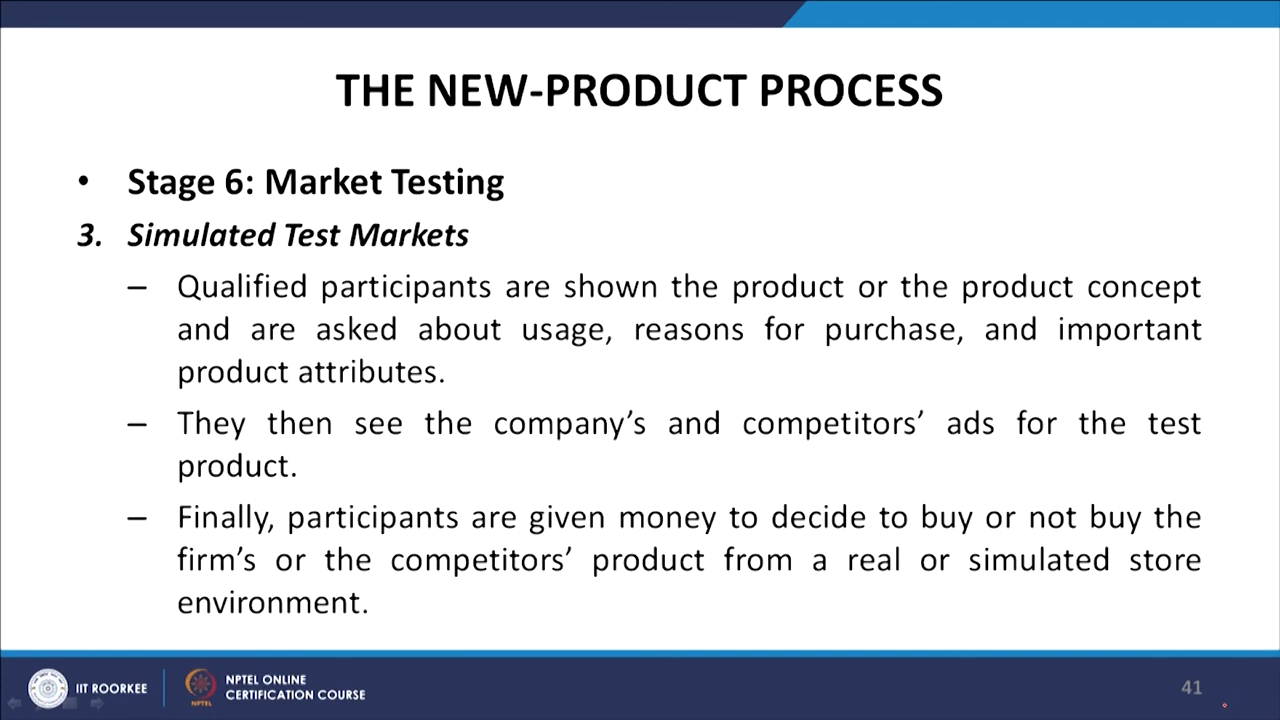 THE NEW-PRODUCT PROCESS
• Stage 6: Market Testing
3. Simulated Test Markets
– Qualified participants are shown the product or the product concept
and are asked about usage, reasons for purchase, and important
product attributes.
– They then see the company’s and competitors’ ads for the test
product.
– Finally, participants are given money to decide to buy or not buy the
firm’s or the competitors’ product from a real or simulated store
environment.
IIT ROORKEE
NPTEL
NPTEL ONLINE
CERTIFICATION COURSE
41